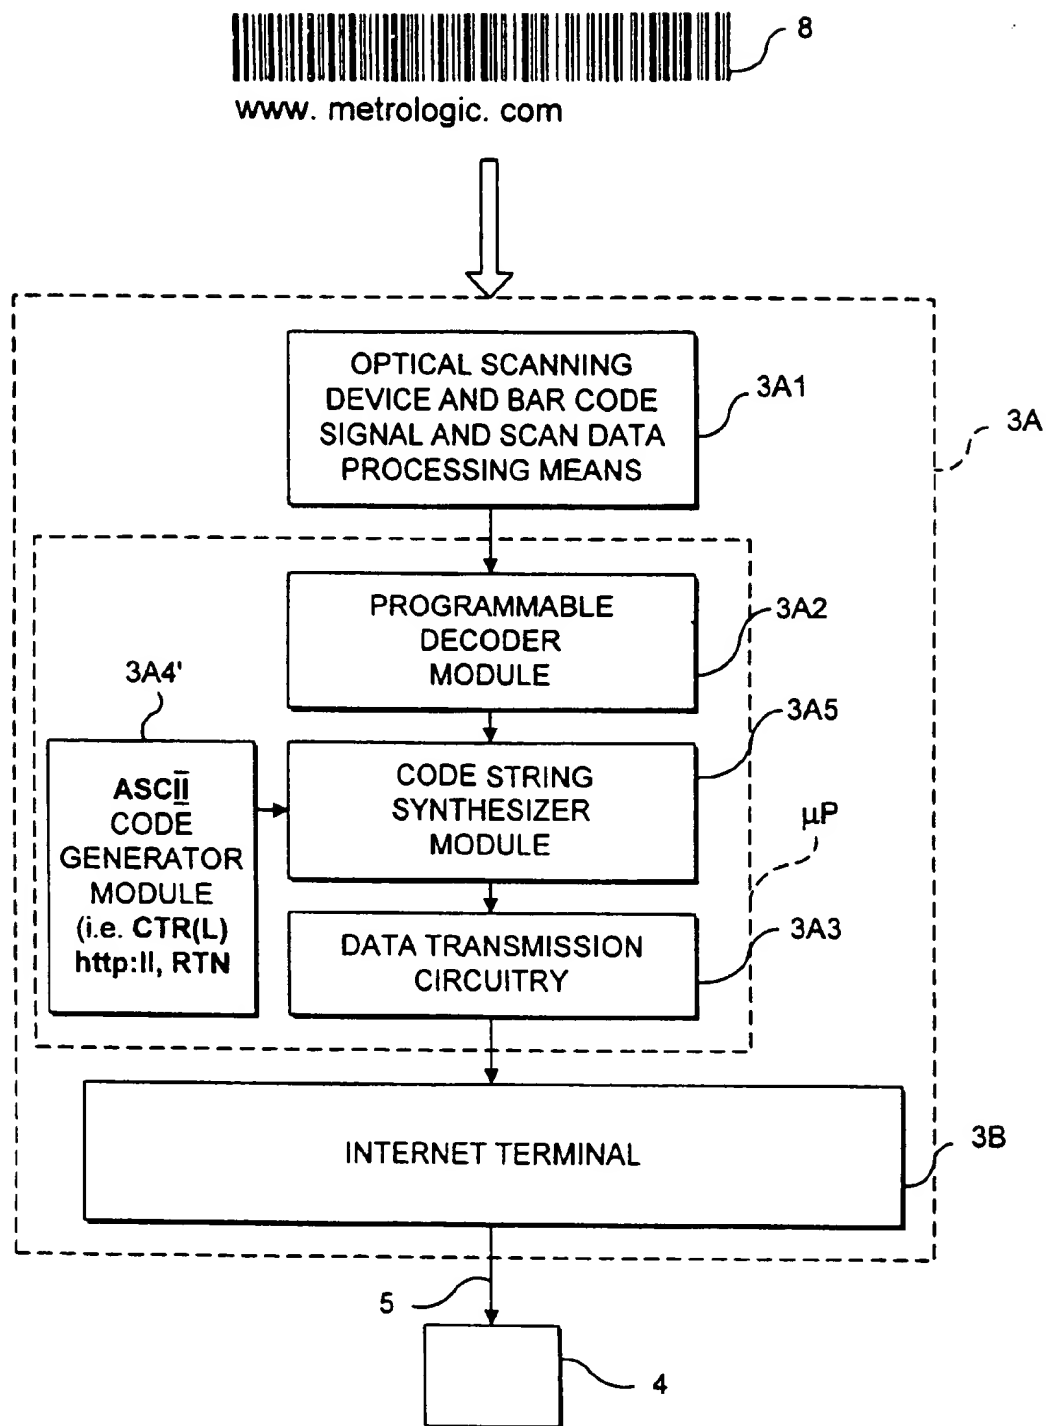 8
www. metrologic. com
OPTICAL SCANNING
DEVICE AND BAR CODE
SIGNAL AND SCAN DATA
PROCESSING MEANS
3A1
3A
PROGRAMMABLE
DECODER
MODULE
3A2
3A4'
3A5
ASCII
CODE
GENERATOR
MODULE
(i.e. CTR(L)
http:II, RTN
CODE STRING
SYNTHESIZER
MODULE
µP
DATA TRANSMISSION
CIRCUITRY
3A3
INTERNET TERMINAL
3B
5
4